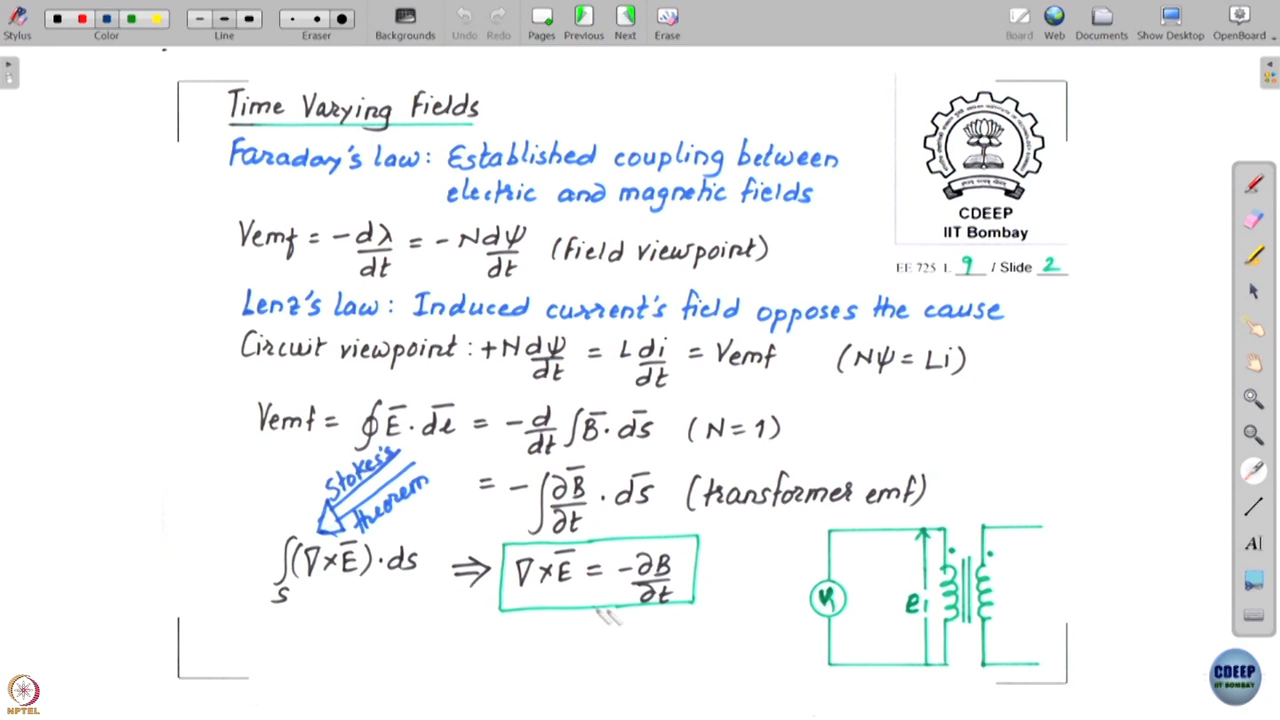 Stylus
Color
Line
Eraser
Backgrounds
Undo
Redo
Pages
Previous
Next
Erase
Board
Web
Documents
Show Desktop
OpenBoard
Time Varying Fields
Faraday's law: Established coupling between
electric and magnetic fields
CDEEP
IIT Bombay
EE 725 L 9 / Slide 2
Vemf = -dλ/dt = - N dψ/dt (Field viewpoint)
Lenz's law: Induced current's field opposes the cause
Circuit viewpoint: +N dψ/dt = L di/dt = Vemf (Nψ = Li)
Vemf = ∮ E̅ . dl̅ = - d/dt ∫ B̅ . ds̅ (N = 1)
Stokes's
theorem
= - ∫ ∂B̅/∂t . ds̅ (transformer emf)
∫S (∇×E̅) . ds ⇒ ∇×E̅ = -∂B/∂t
V1
e1
NPTEL
CDEEP
IIT BOMBAY